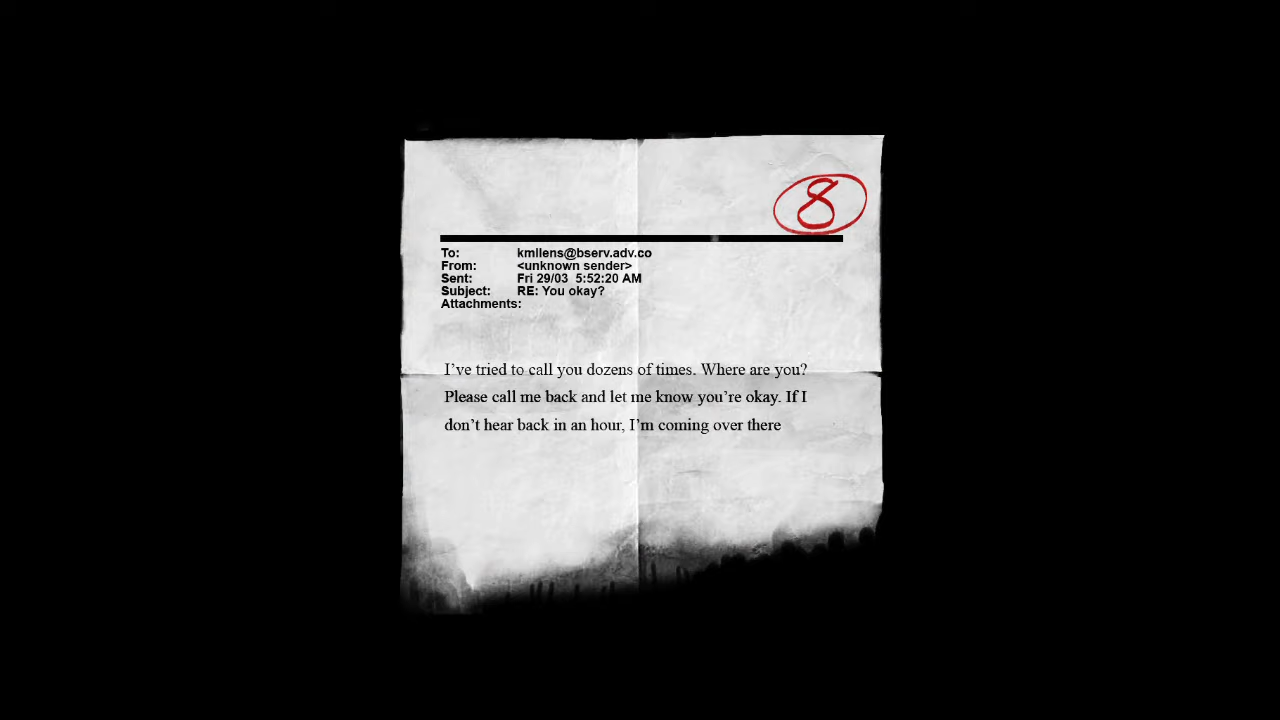 8
To: kmllens@bserv.adv.co
From: <unknown sender>
Sent: Fri 29/03 5:52:20 AM
Subject: RE: You okay?
Attachments:
I’ve tried to call you dozens of times. Where are you?
Please call me back and let me know you’re okay. If I
don’t hear back in an hour, I’m coming over there